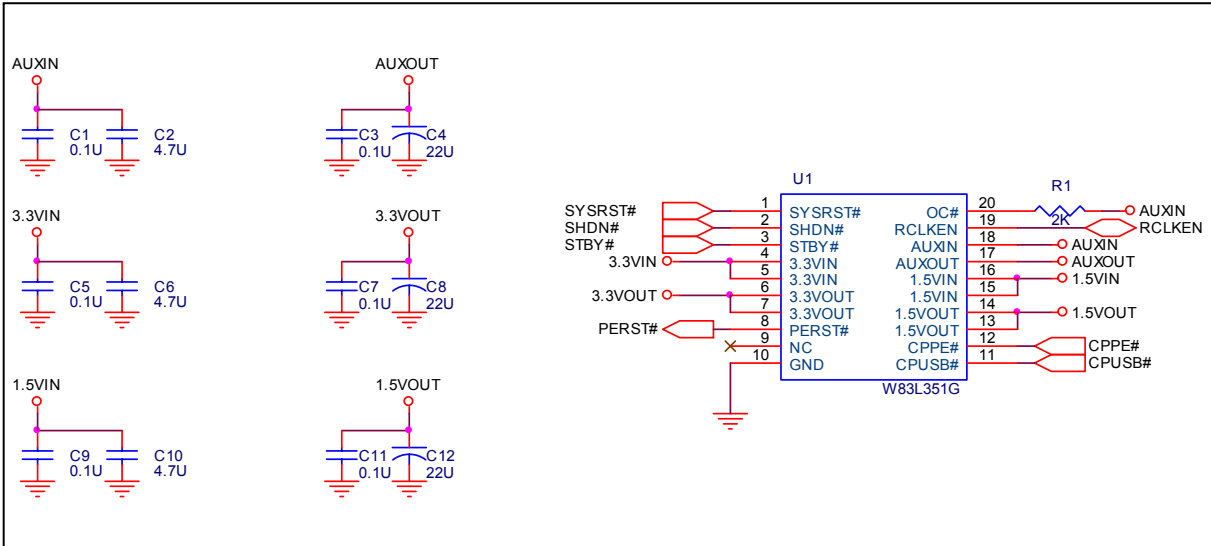 AUXIN
C1
0.1U
C2
4.7U
AUXOUT
C3
0.1U
C4
22U
3.3VIN
C5
0.1U
C6
4.7U
3.3VOUT
C7
0.1U
C8
22U
1.5VIN
C9
0.1U
C10
4.7U
1.5VOUT
C11
0.1U
C12
22U
U1
SYSRST# 1 SYSRST#
SHDN# 2 SHDN#
STBY# 3 STBY#
3.3VIN 4 3.3VIN
5 3.3VIN
3.3VOUT 6 3.3VOUT
7 3.3VOUT
PERST# 8 PERST#
9 NC
10 GND
R1
OC# 20 2K AUXIN
RCLKEN 19 RCLKEN
AUXIN 18 AUXIN
AUXOUT 17 AUXOUT
1.5VIN 16 1.5VIN
1.5VIN 15
1.5VOUT 14 1.5VOUT
1.5VOUT 13
CPPE# 12 CPPE#
CPUSB# 11 CPUSB#
W83L351G